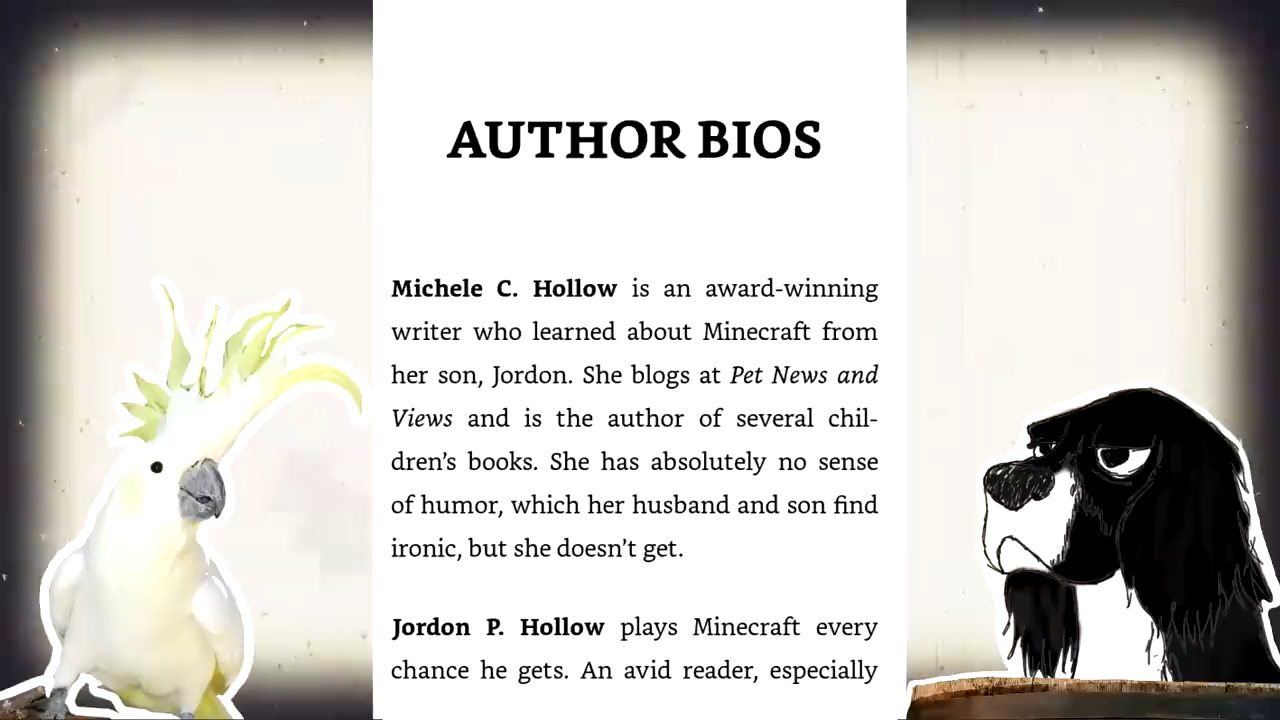 AUTHOR BIOS
Michele C. Hollow is an award-winning
writer who learned about Minecraft from
her son, Jordon. She blogs at Pet News and
Views and is the author of several chil-
dren’s books. She has absolutely no sense
of humor, which her husband and son find
ironic, but she doesn’t get.
Jordon P. Hollow plays Minecraft every
chance he gets. An avid reader, especially